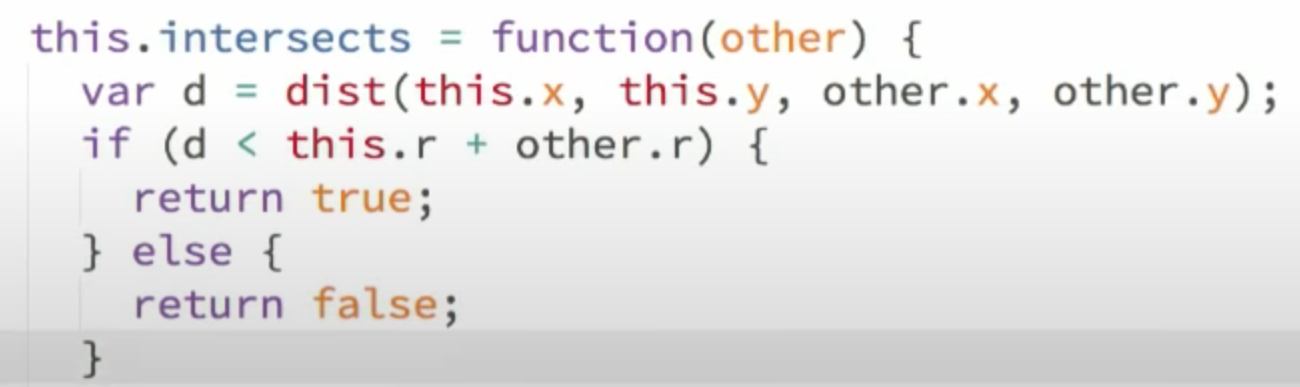 this.intersects = function(other) {
  var d = dist(this.x, this.y, other.x, other.y);
  if (d < this.r + other.r) {
    return true;
  } else {
    return false;
  }